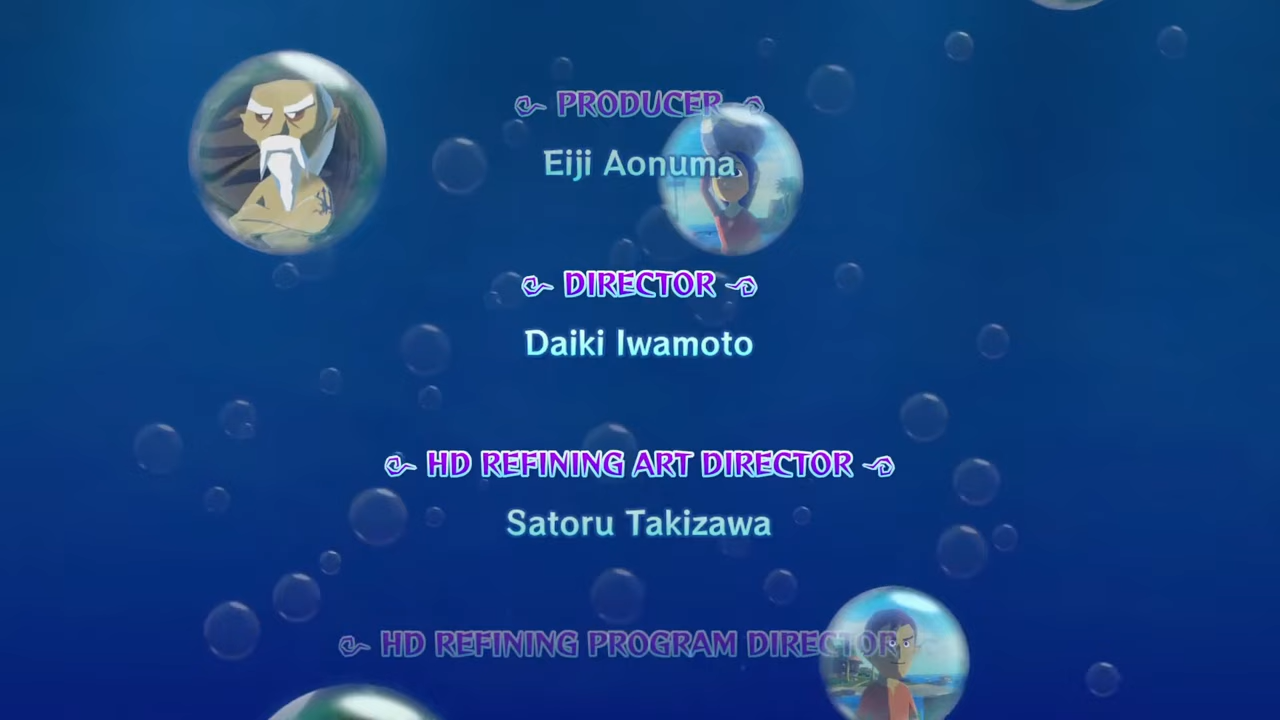 PRODUCER
Eiji Aonuma
DIRECTOR
Daiki Iwamoto
HD REFINING ART DIRECTOR
Satoru Takizawa
HD REFINING PROGRAM DIRECTOR